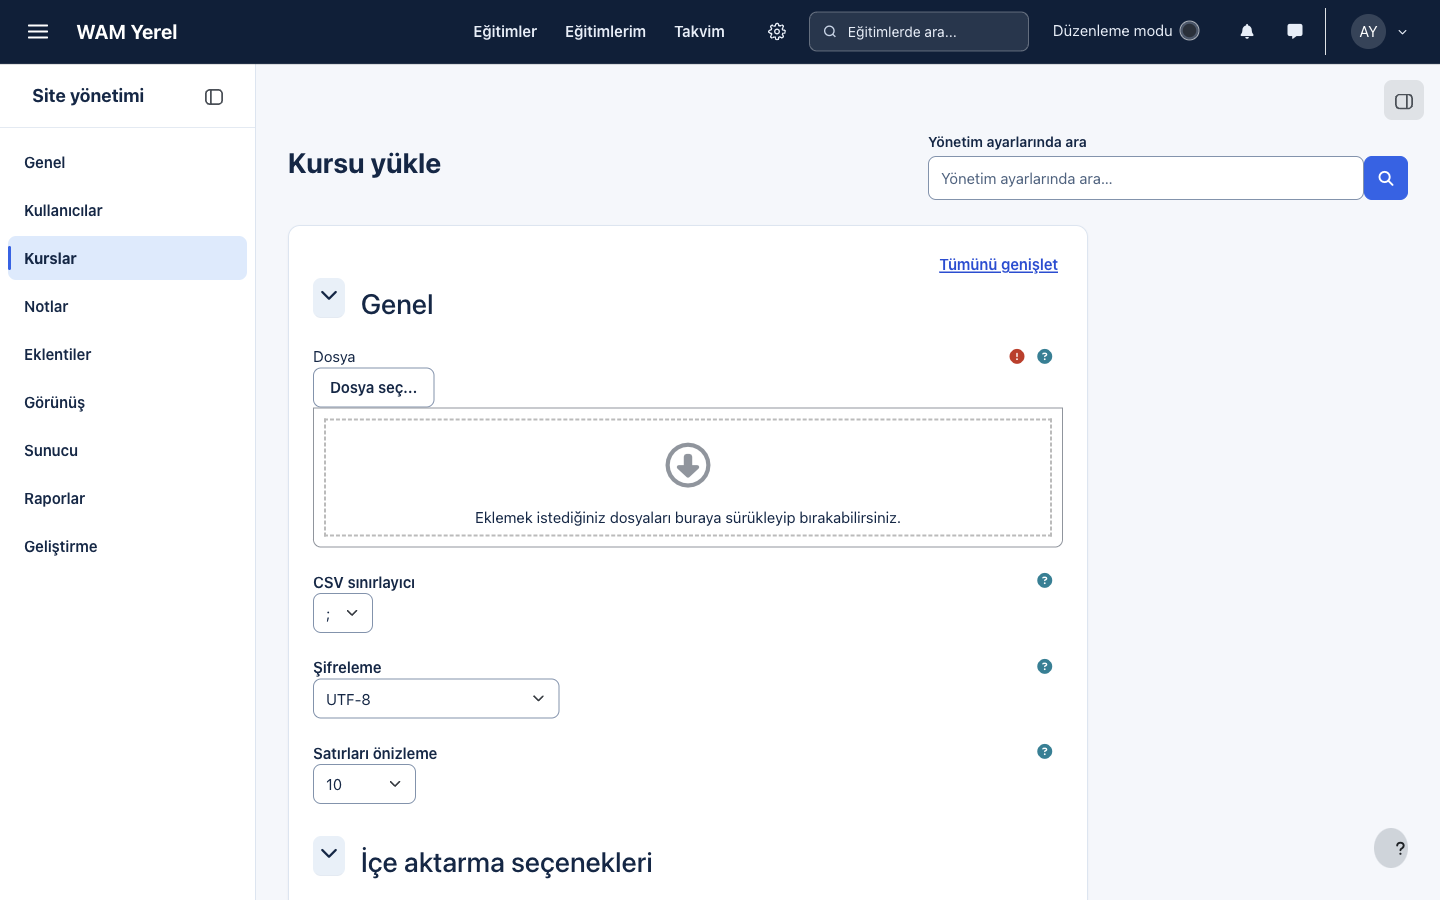 WAM Yerel
Eğitimler
Eğitimlerim
Takvim
Eğitimlerde ara...
Düzenleme modu
AY
Site yönetimi
Genel
Kullanıcılar
Kurslar
Notlar
Eklentiler
Görünüş
Sunucu
Raporlar
Geliştirme
Kursu yükle
Yönetim ayarlarında ara
Yönetim ayarlarında ara...
Tümünü genişlet
Genel
Dosya
Dosya seç...
Eklemek istediğiniz dosyaları buraya sürükleyip bırakabilirsiniz.
CSV sınırlayıcı
;
Şifreleme
UTF-8
Satırları önizleme
10
İçe aktarma seçenekleri
?